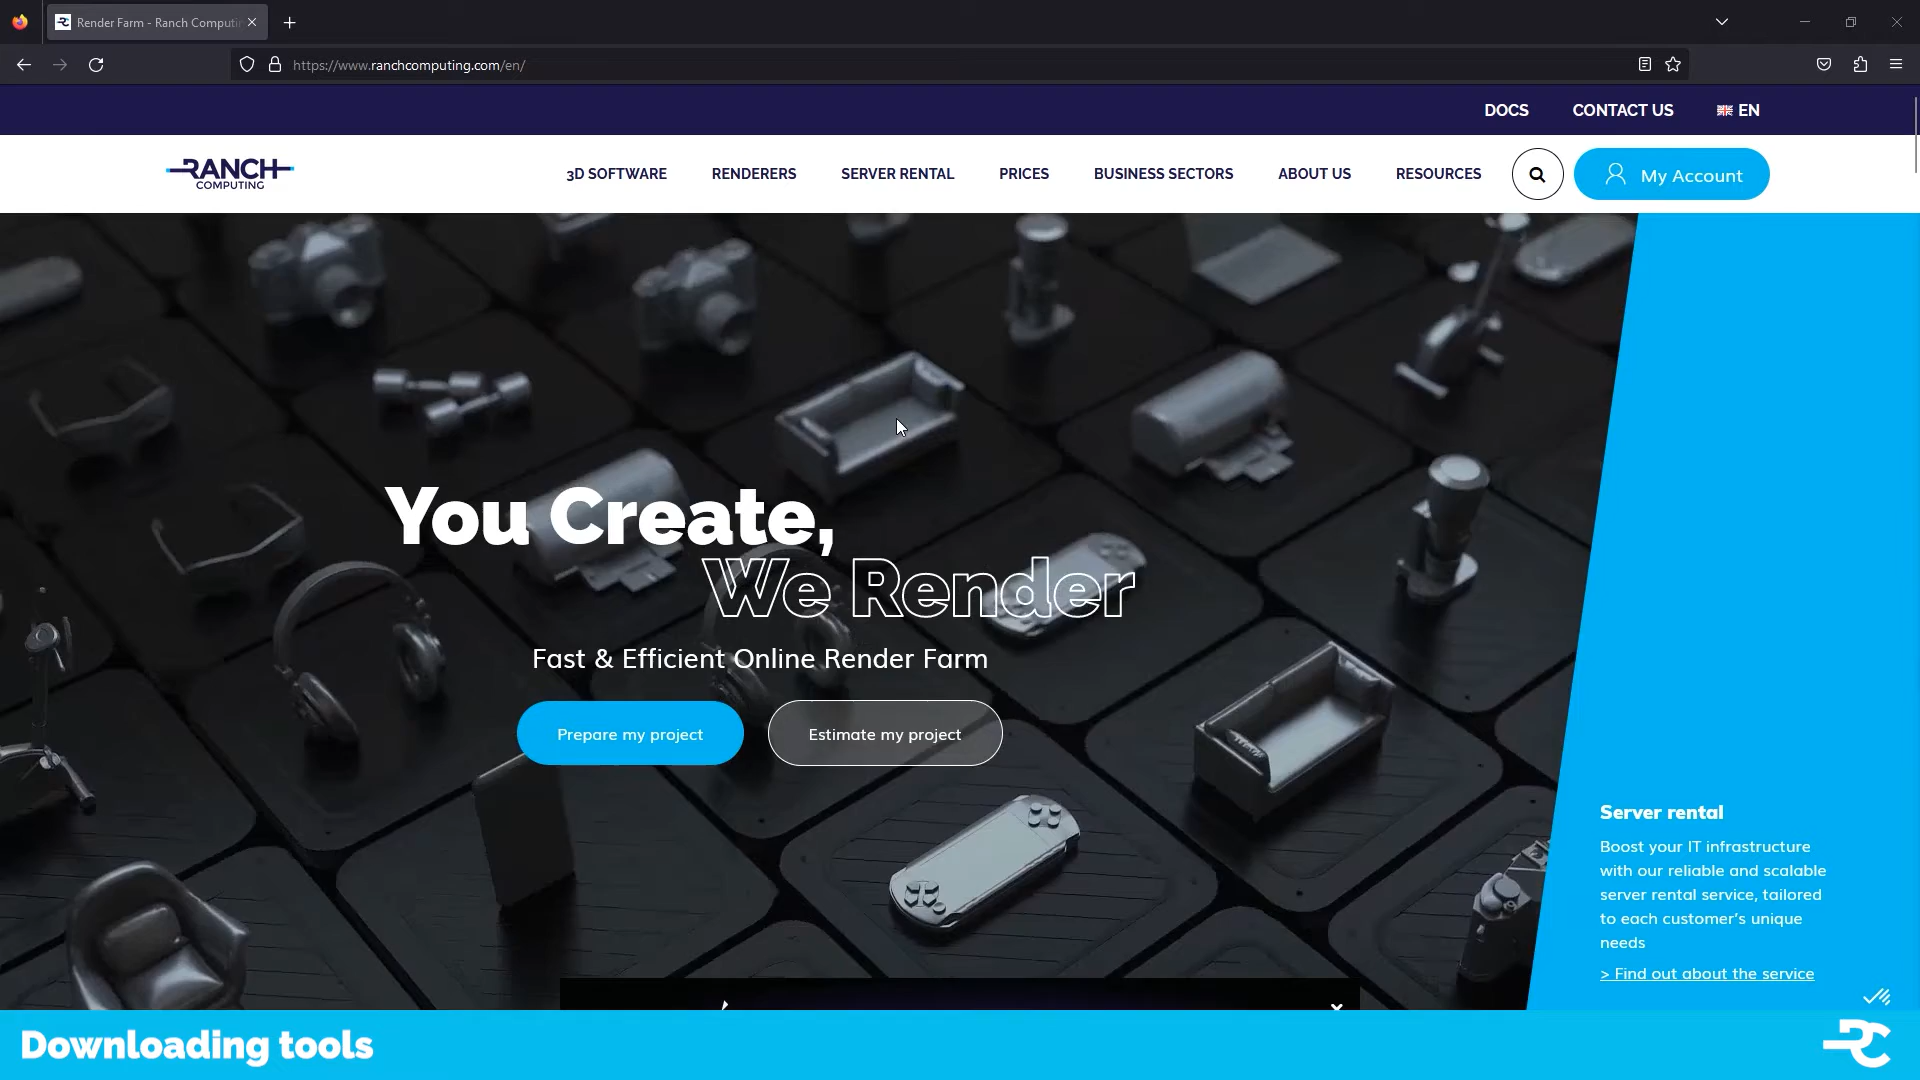 Render Farm - Ranch Computin
https://www.ranchcomputing.com/en/
DOCS
CONTACT US
EN
RANCH
COMPUTING
3D SOFTWARE
RENDERERS
SERVER RENTAL
PRICES
BUSINESS SECTORS
ABOUT US
RESOURCES
My Account
You Create,
We Render
Fast & Efficient Online Render Farm
Prepare my project
Estimate my project
Server rental
Boost your IT infrastructure
with our reliable and scalable
server rental service, tailored
to each customer's unique
needs
> Find out about the service
Downloading tools
RC